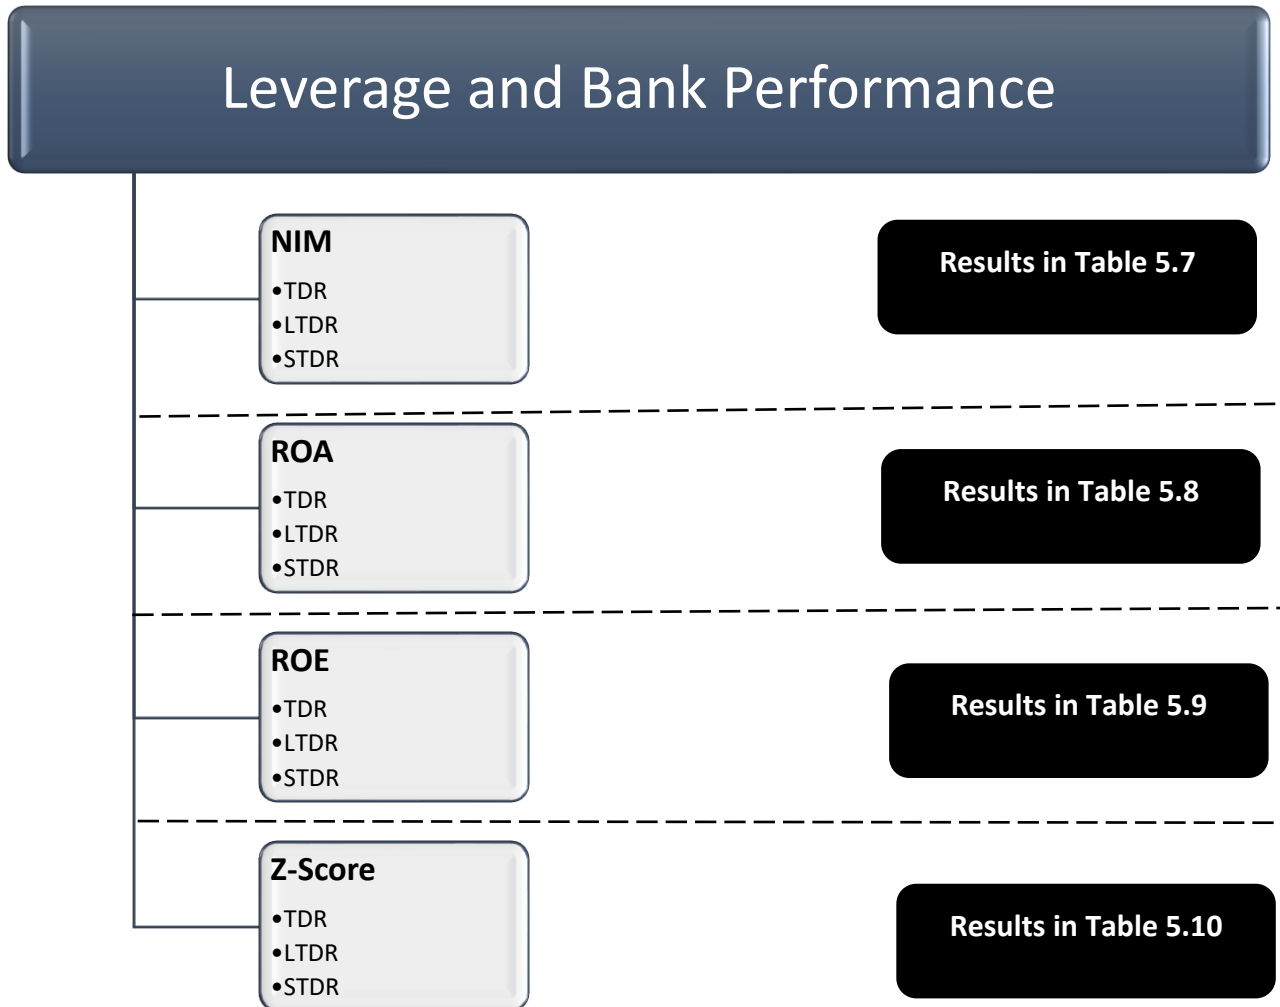 Leverage and Bank Performance
NIM
•TDR
•LTDR
•STDR
Results in Table 5.7
ROA
•TDR
•LTDR
•STDR
Results in Table 5.8
ROE
•TDR
•LTDR
•STDR
Results in Table 5.9
Z-Score
•TDR
•LTDR
•STDR
Results in Table 5.10